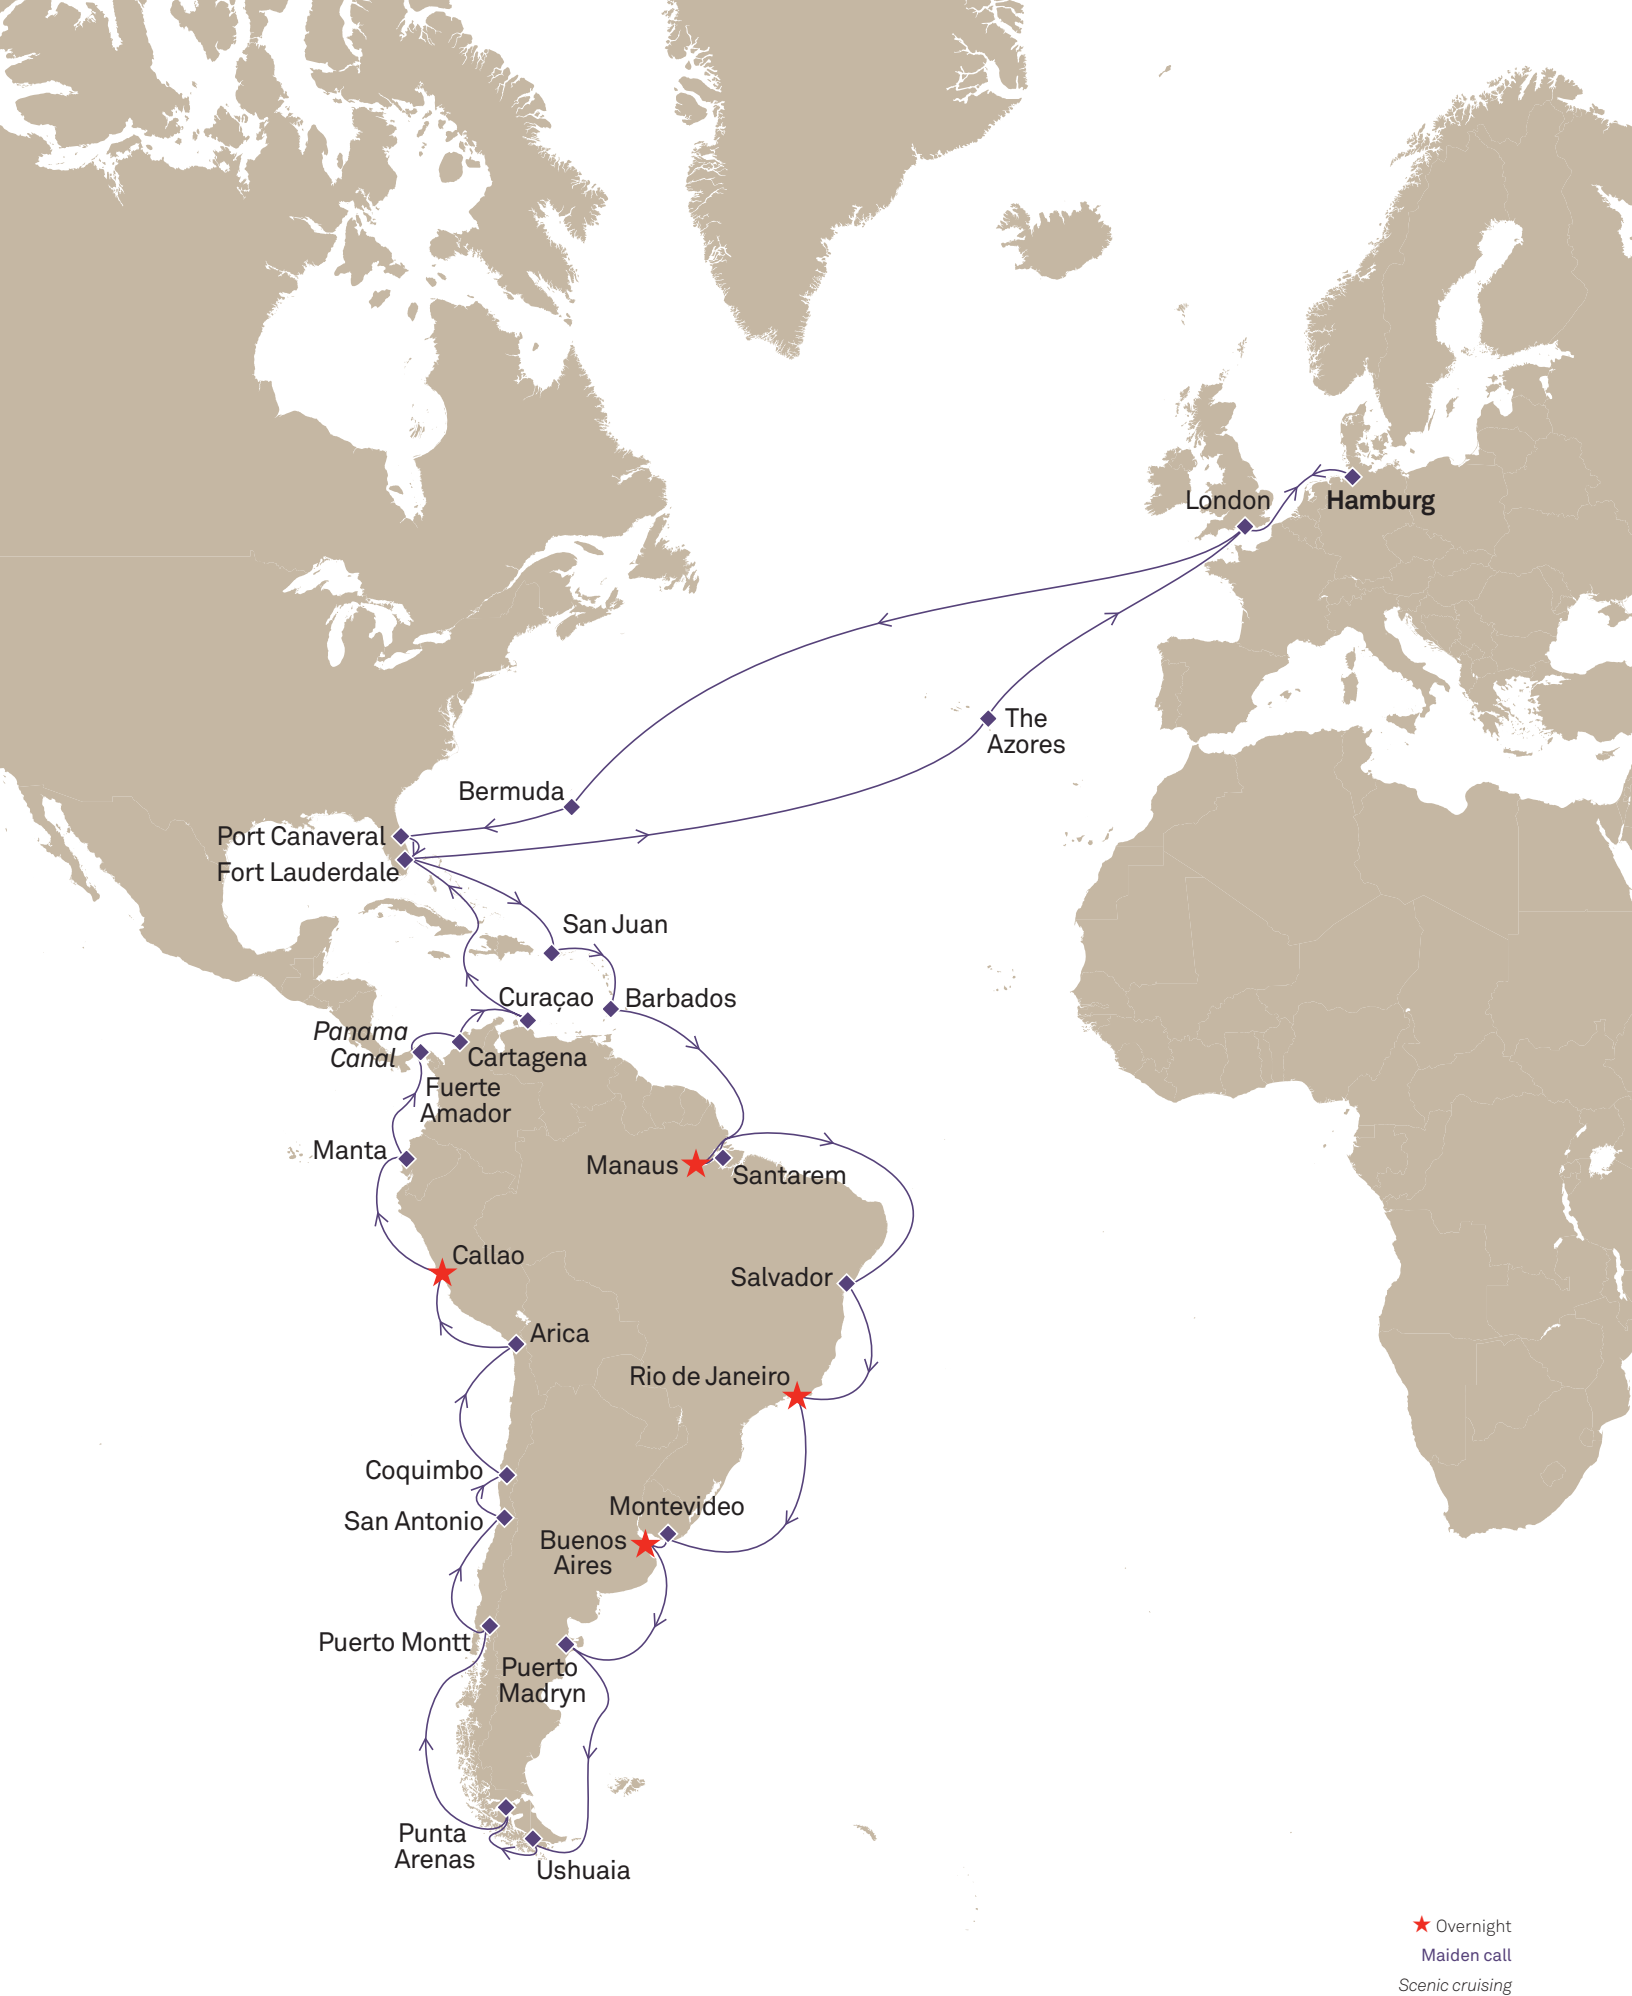 London
Hamburg
The
Azores
Bermuda
Port Canaveral
Fort Lauderdale
San Juan
Curaçao
Barbados
Panama
Canal
Cartagena
Fuerte
Amador
Manta
Manaus
Santarem
Callao
Salvador
Arica
Rio de Janeiro
Coquimbo
San Antonio
Montevideo
Buenos
Aires
Puerto Montt
Puerto
Madryn
Punta
Arenas
Ushuaia
Overnight
Maiden call
Scenic cruising